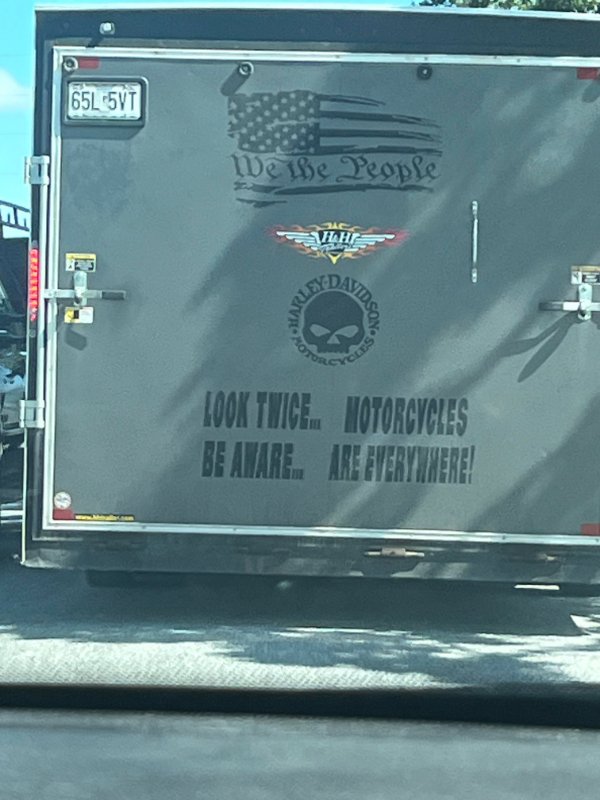 65L 5VT
We the People
H&H
HARLEY-DAVIDSON
MOTORCYCLES
LOOK TWICE... MOTORCYCLES
BE AWARE... ARE EVERYWHERE!